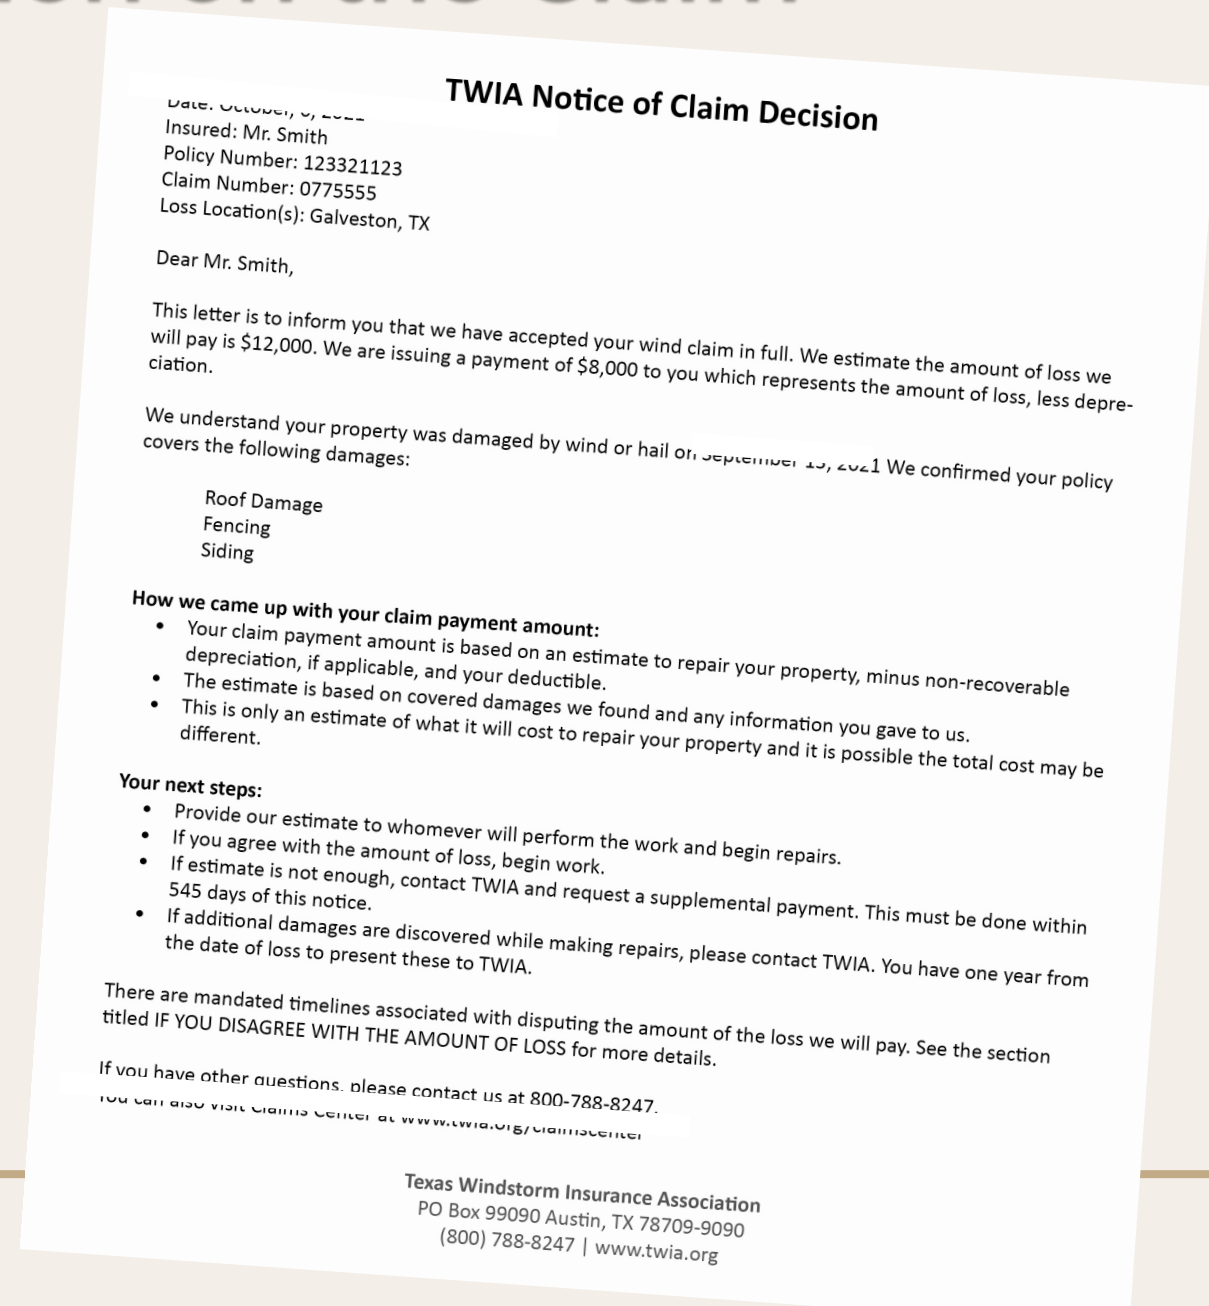 TWIA Notice of Claim Decision
Date: October,
Insured: Mr. Smith
Policy Number: 123321123
Claim Number: 0775555
Loss Location(s): Galveston, TX
Dear Mr. Smith,
This letter is to inform you that we have accepted your wind claim in full. We estimate the amount of loss we
will pay is $12,000. We are issuing a payment of $8,000 to you which represents the amount of loss, less depre-
ciation.
We understand your property was damaged by wind or hail on September We confirmed your policy
covers the following damages:
Roof Damage
Fencing
Siding
How we came up with your claim payment amount:
• Your claim payment amount is based on an estimate to repair your property, minus non-recoverable
depreciation, if applicable, and your deductible.
• The estimate is based on covered damages we found and any information you gave to us.
• This is only an estimate of what it will cost to repair your property and it is possible the total cost may be
different.
Your next steps:
• Provide our estimate to whomever will perform the work and begin repairs.
• If you agree with the amount of loss, begin work.
• If estimate is not enough, contact TWIA and request a supplemental payment. This must be done within
545 days of this notice.
• If additional damages are discovered while making repairs, please contact TWIA. You have one year from
the date of loss to present these to TWIA.
There are mandated timelines associated with disputing the amount of the loss we will pay. See the section
titled IF YOU DISAGREE WITH THE AMOUNT OF LOSS for more details.
If you have other questions, please contact us at 800-788-8247.
You can also visit Claims Center at www.twia.org/claimscenter
Texas Windstorm Insurance Association
PO Box 99090 Austin, TX 78709-9090
(800) 788-8247 | www.twia.org